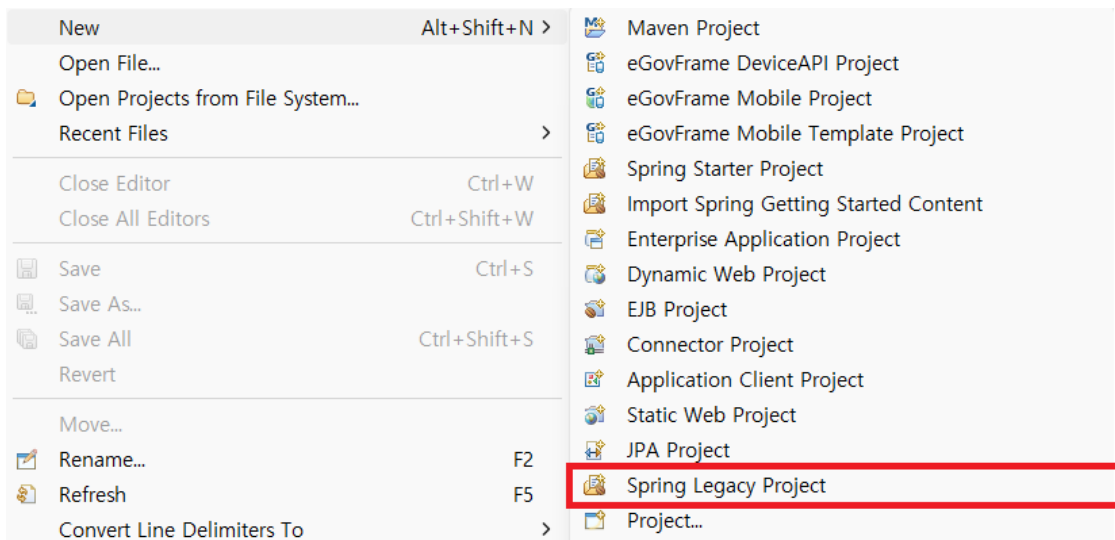 New Alt+Shift+N >
Open File...
Open Projects from File System...
Recent Files >
Close Editor Ctrl+W
Close All Editors Ctrl+Shift+W
Save Ctrl+S
Save As...
Save All Ctrl+Shift+S
Revert
Move...
Rename... F2
Refresh F5
Convert Line Delimiters To >
Maven Project
eGovFrame DeviceAPI Project
eGovFrame Mobile Project
eGovFrame Mobile Template Project
Spring Starter Project
Import Spring Getting Started Content
Enterprise Application Project
Dynamic Web Project
EJB Project
Connector Project
Application Client Project
Static Web Project
JPA Project
Spring Legacy Project
Project...